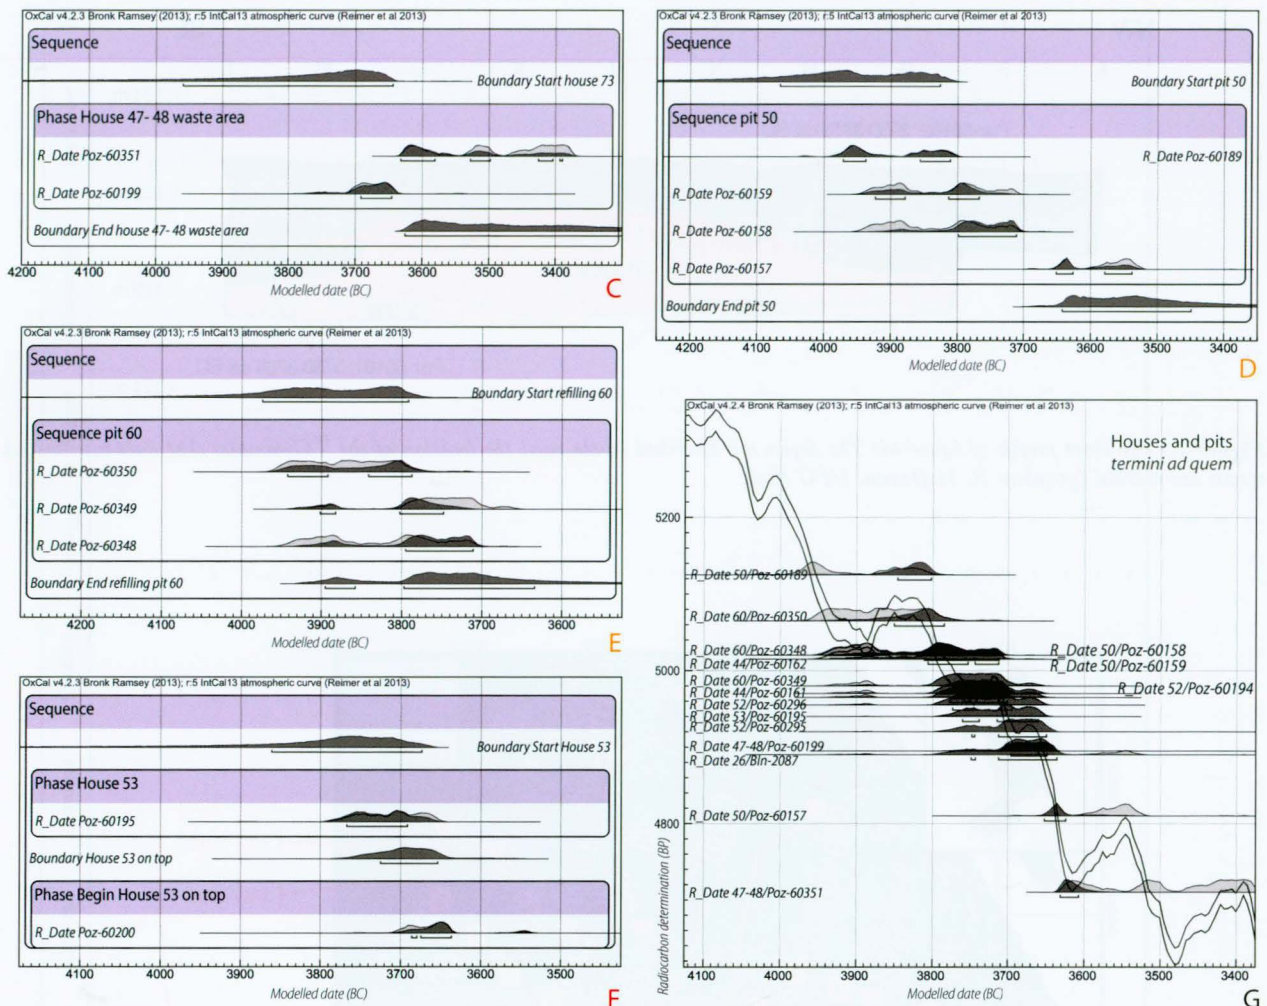 OxCal v4.2.3 Bronk Ramsey (2013); r:5 IntCal13 atmospheric curve (Reimer et al 2013)
Sequence
Boundary Start house 73
Phase House 47- 48 waste area
R_Date Poz-60351
R_Date Poz-60199
Boundary End house 47- 48 waste area
4200 4100 4000 3900 3800 3700 3600 3500 3400
Modelled date (BC)
C
OxCal v4.2.3 Bronk Ramsey (2013); r:5 IntCal13 atmospheric curve (Reimer et al 2013)
Sequence
Boundary Start pit 50
Sequence pit 50
R_Date Poz-60189
R_Date Poz-60159
R_Date Poz-60158
R_Date Poz-60157
Boundary End pit 50
4200 4100 4000 3900 3800 3700 3600 3500 3400
Modelled date (BC)
D
OxCal v4.2.3 Bronk Ramsey (2013); r:5 IntCal13 atmospheric curve (Reimer et al 2013)
Sequence
Boundary Start refilling 60
Sequence pit 60
R_Date Poz-60350
R_Date Poz-60349
R_Date Poz-60348
Boundary End refilling pit 60
4200 4100 4000 3900 3800 3700 3600
Modelled date (BC)
E
OxCal v4.2.3 Bronk Ramsey (2013); r:5 IntCal13 atmospheric curve (Reimer et al 2013)
Sequence
Boundary Start House 53
Phase House 53
R_Date Poz-60195
Boundary House 53 on top
Phase Begin House 53 on top
R_Date Poz-60200
4100 4000 3900 3800 3700 3600 3500
Modelled date (BC)
F
OxCal v4.2.4 Bronk Ramsey (2013); r:5 IntCal13 atmospheric curve (Reimer et al 2013)
Houses and pits
termini ad quem
5200
R_Date 50/Poz-60189
R_Date 60/Poz-60350
R_Date 60/Poz-60348
R_Date 50/Poz-60158
R_Date 44/Poz-60162
R_Date 50/Poz-60159
5000
R_Date 60/Poz-60349
R_Date 44/Poz-60161
R_Date 52/Poz-60194
R_Date 52/Poz-60296
R_Date 53/Poz-60195
R_Date 52/Poz-60295
R_Date 47-48/Poz-60199
R_Date 26/Bln-2087
R_Date 50/Poz-60157
4800
R_Date 47-48/Poz-60351
Radiocarbon determination (BP)
4100 4000 3900 3800 3700 3600 3500 3400
Modelled date (BC)
G